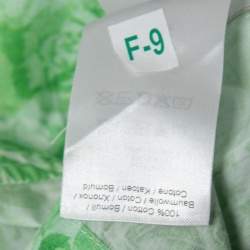 F-9
100% Cotton / Bomull /
Baumwolle / Coton / Хлопок /
Cotone / Katoen / Bomuld